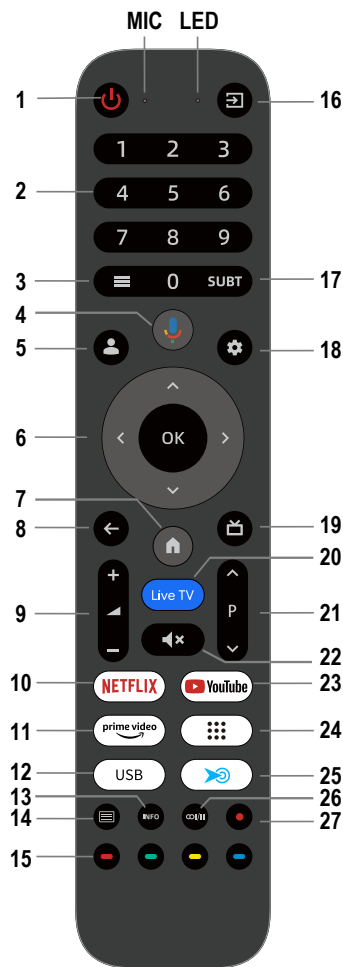 MIC LED
1 16
1 2 3
2 4 5 6
7 8 9
3 0 SUBT 17
4
5 18
6 OK
7
8 19
20
Live TV
9 P 21
22
10 NETFLIX YouTube 23
11 prime video 24
12 USB 25
13 26
14 INFO 27
15